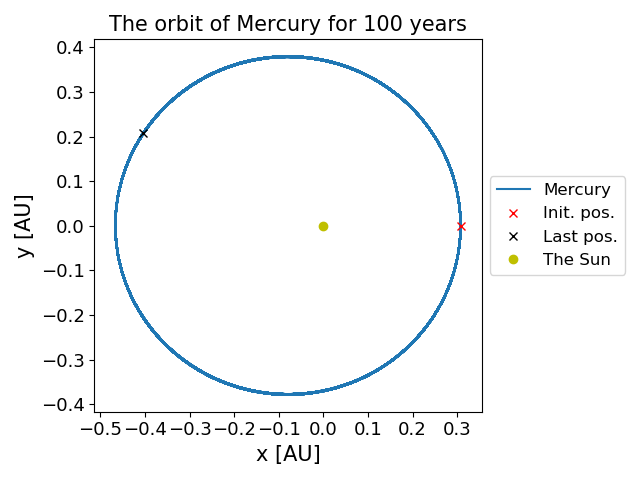 The orbit of Mercury for 100 years
y [AU]
0.4
0.3
0.2
0.1
0.0
−0.1
−0.2
−0.3
−0.4
−0.5 −0.4 −0.3 −0.2 −0.1 0.0 0.1 0.2 0.3
x [AU]
Mercury
Init. pos.
Last pos.
The Sun